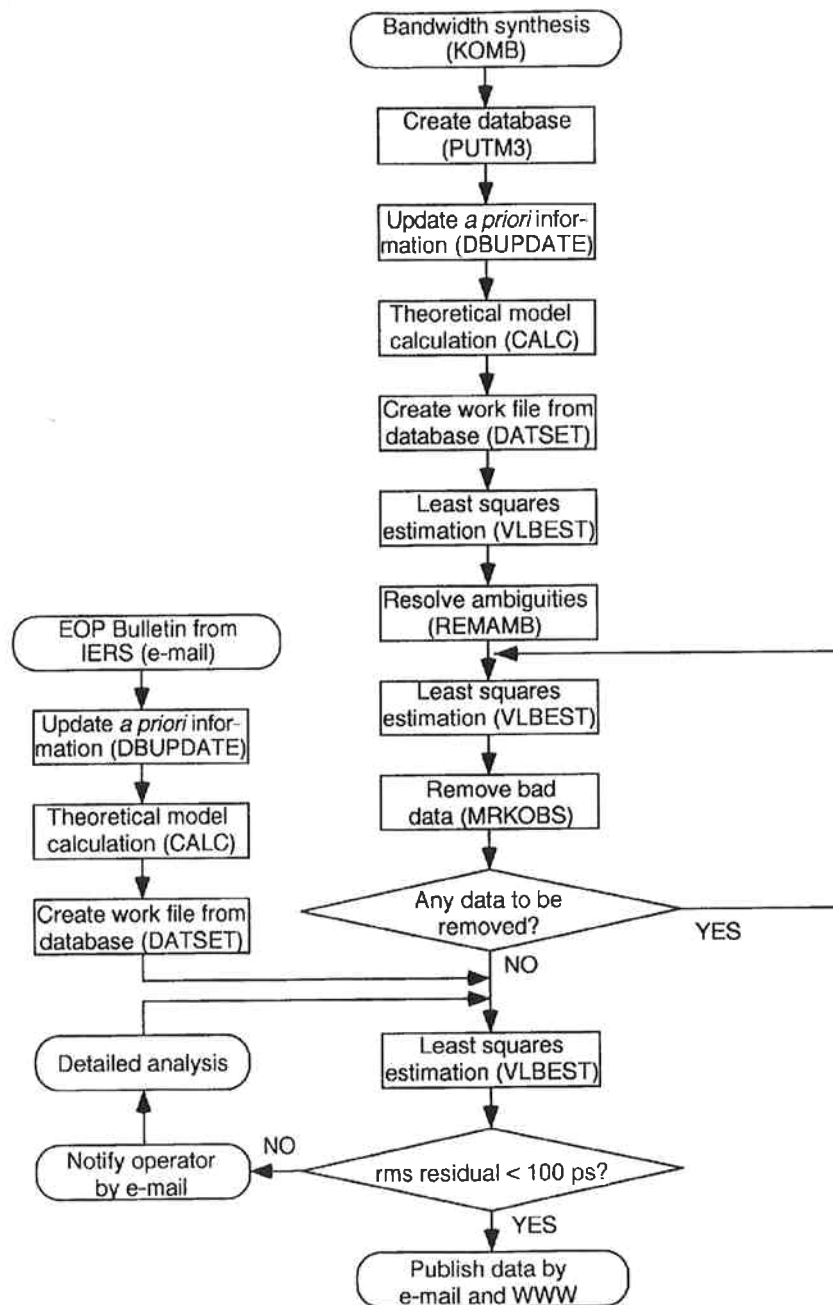 Bandwidth synthesis
(KOMB)
Create database
(PUTM3)
Update a priori infor-
mation (DBUPDATE)
Theoretical model
calculation (CALC)
Create work file from
database (DATSET)
Least squares
estimation (VLBEST)
Resolve ambiguities
(REMAMB)
EOP Bulletin from
IERS (e-mail)
Update a priori infor-
mation (DBUPDATE)
Theoretical model
calculation (CALC)
Create work file from
database (DATSET)
Least squares
estimation (VLBEST)
Remove bad
data (MRKOBS)
Any data to be
removed?
YES
NO
Least squares
estimation (VLBEST)
Detailed analysis
Notify operator
by e-mail
NO
rms residual < 100 ps?
YES
Publish data by
e-mail and WWW